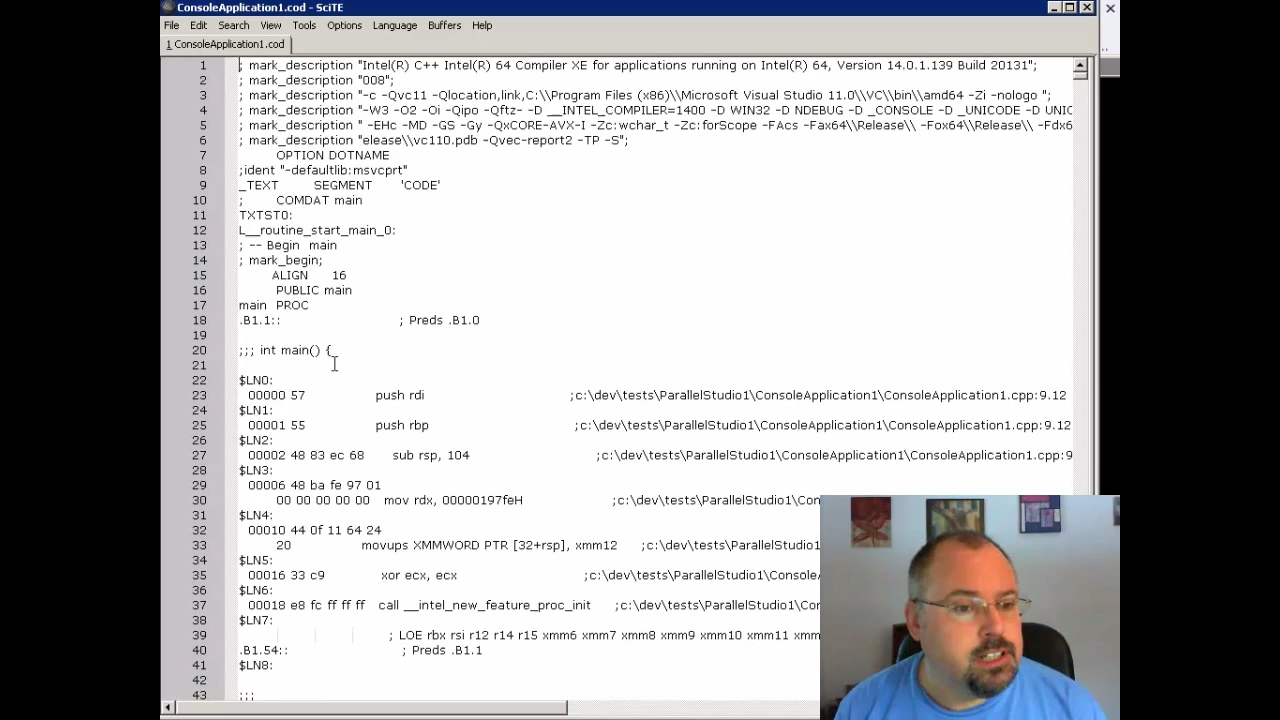 ConsoleApplication1.cod - SciTE
File Edit Search View Tools Options Language Buffers Help
1 ConsoleApplication1.cod
1 ; mark_description "Intel(R) C++ Intel(R) 64 Compiler XE for applications running on Intel(R) 64, Version 14.0.1.139 Build 20131";
2 ; mark_description "008";
3 ; mark_description "-c -Qvc11 -Qlocation,link,C:\\Program Files (x86)\\Microsoft Visual Studio 11.0\\VC\\bin\\amd64 -Zi -nologo ";
4 ; mark_description "-W3 -O2 -Oi -Qipo -Qftz- -D __INTEL_COMPILER=1400 -D WIN32 -D NDEBUG -D _CONSOLE -D _UNICODE -D UNIC
5 ; mark_description " -EHc -MD -GS -Gy -QxCORE-AVX-I -Zc:wchar_t -Zc:forScope -FAcs -Fax64\\Release\\ -Fox64\\Release\\ -Fdx6
6 ; mark_description "elease\\vc110.pdb -Qvec-report2 -TP -S";
7 OPTION DOTNAME
8 ;ident "-defaultlib:msvcprt"
9 _TEXT SEGMENT 'CODE'
10 ; COMDAT main
11 TXTST0:
12 L__routine_start_main_0:
13 ; -- Begin main
14 ; mark_begin;
15 ALIGN 16
16 PUBLIC main
17 main PROC
18 .B1.1:: ; Preds .B1.0
19
20 ;;; int main() {
21
22 $LN0:
23 00000 57 push rdi ;c:\dev\tests\ParallelStudio1\ConsoleApplication1\ConsoleApplication1.cpp:9.12
24 $LN1:
25 00001 55 push rbp ;c:\dev\tests\ParallelStudio1\ConsoleApplication1\ConsoleApplication1.cpp:9.12
26 $LN2:
27 00002 48 83 ec 68 sub rsp, 104 ;c:\dev\tests\ParallelStudio1\ConsoleApplication1\ConsoleApplication1.cpp:9
28 $LN3:
29 00006 48 ba fe 97 01
30 00 00 00 00 00 mov rdx, 00000197feH ;c:\dev\tests\ParallelStudio1\Con
31 $LN4:
32 00010 44 0f 11 64 24
33 20 movups XMMWORD PTR [32+rsp], xmm12 ;c:\dev\tests\ParallelStudio1
34 $LN5:
35 00016 33 c9 xor ecx, ecx ;c:\dev\tests\ParallelStudio1\Conso
36 $LN6:
37 00018 e8 fc ff ff ff call __intel_new_feature_proc_init ;c:\dev\tests\ParallelStudio1\Co
38 $LN7:
39 ; LOE rbx rsi r12 r14 r15 xmm6 xmm7 xmm8 xmm9 xmm10 xmm11 xmm
40 .B1.54:: ; Preds .B1.1
41 $LN8:
42
43 ;;;